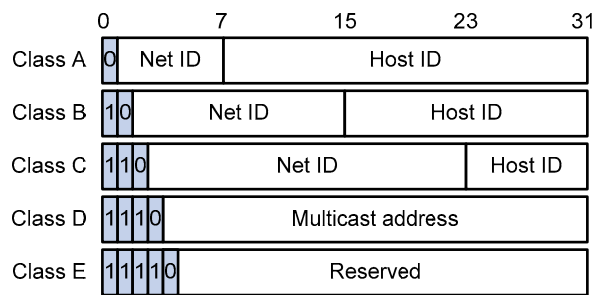 0 7 15 23 31
Class A 0 Net ID Host ID
Class B 1 0 Net ID Host ID
Class C 1 1 0 Net ID Host ID
Class D 1 1 1 0 Multicast address
Class E 1 1 1 1 0 Reserved